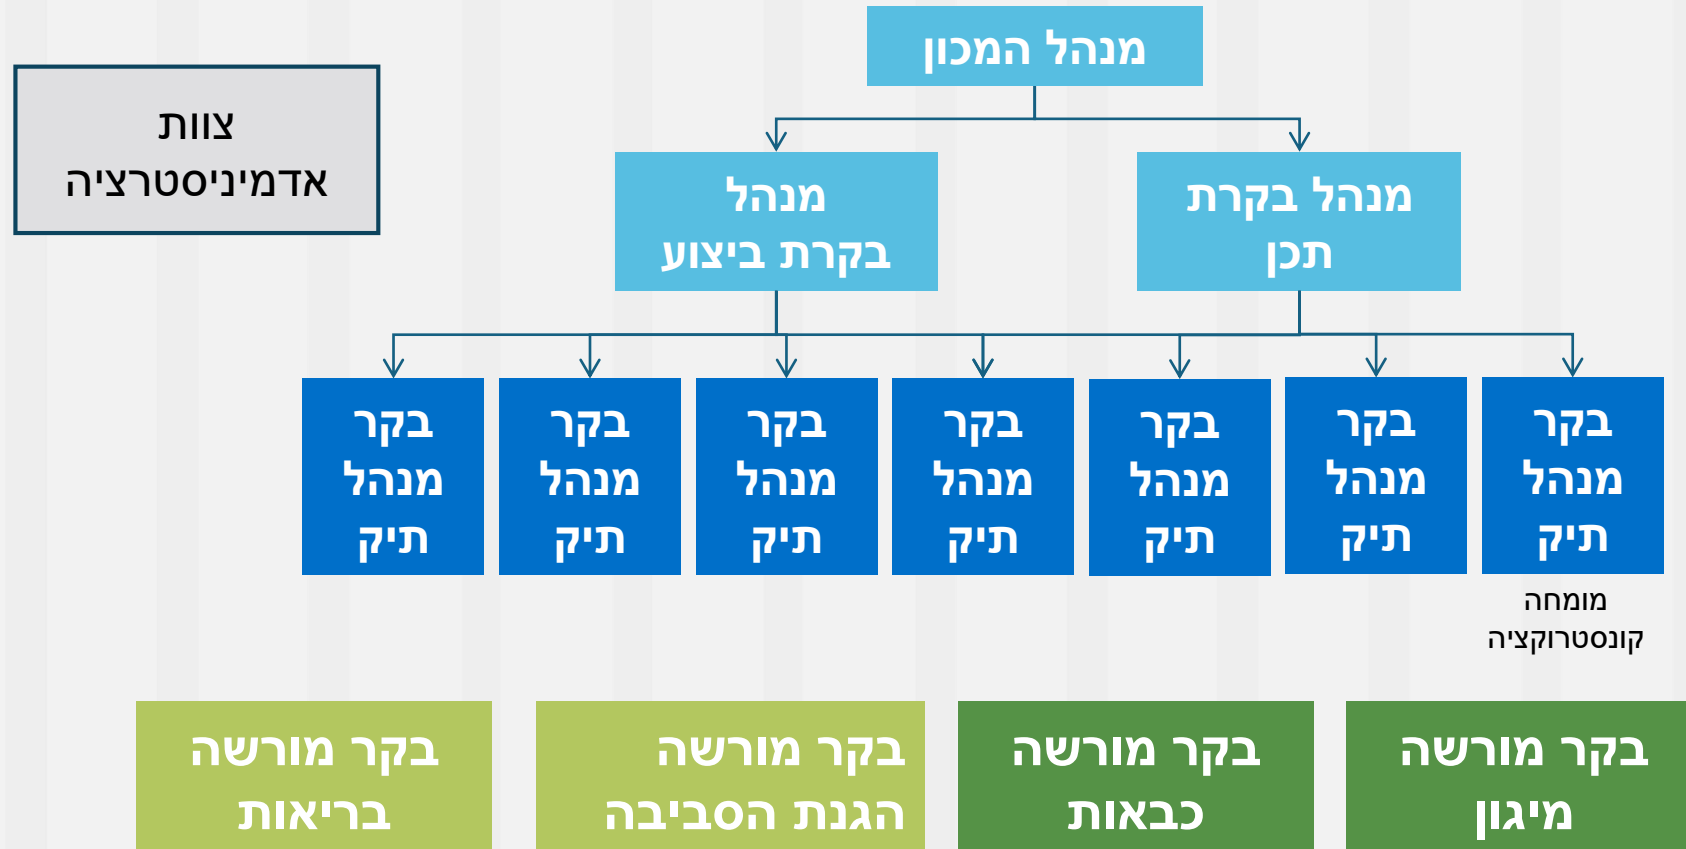 מנהל המכון
צוות
אדמיניסטרציה
מנהל בקרת
תכן
מנהל
בקרת ביצוע
בקר
מנהל
תיק
בקר
מנהל
תיק
בקר
מנהל
תיק
בקר
מנהל
תיק
בקר
מנהל
תיק
בקר
מנהל
תיק
בקר
מנהל
תיק
מומחה
קונסטרוקציה
בקר מורשה
מיגון
בקר מורשה
כבאות
בקר מורשה
הגנת הסביבה
בקר מורשה
בריאות